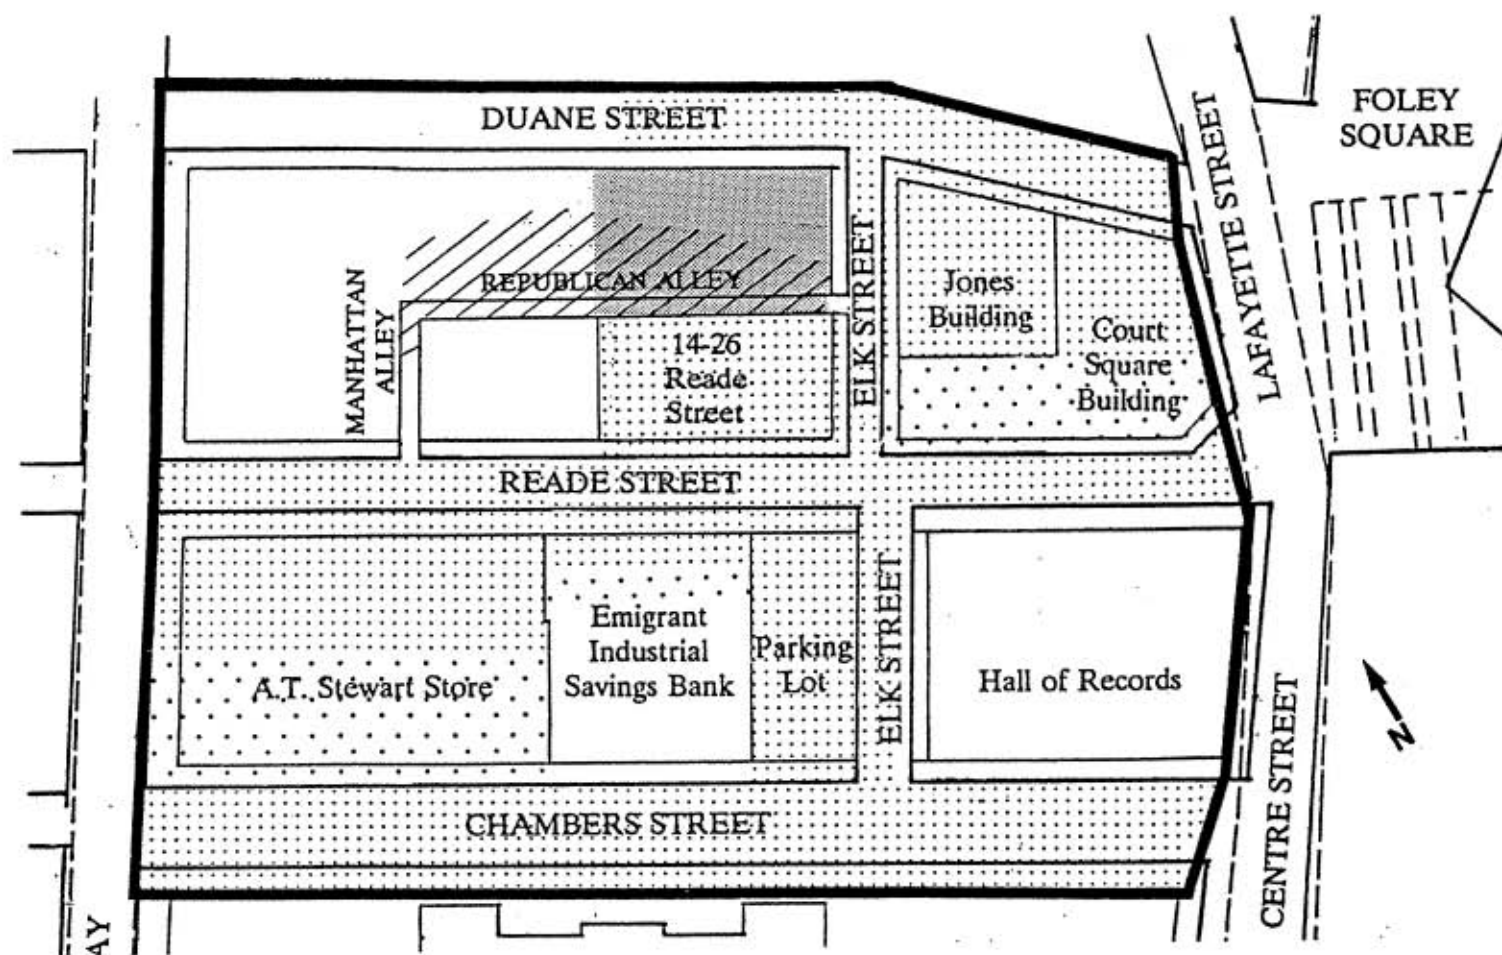 DUANE STREET
FOLEY
SQUARE
LAFAYETTE STREET
REPUBLICAN ALLEY
MANHATTAN
ALLEY
ELK STREET
Jones
Building
Court
Square
Building
14-26
Reade
Street
READE STREET
A.T. Stewart Store
Emigrant
Industrial
Savings Bank
Parking
Lot
ELK STREET
Hall of Records
N
CHAMBERS STREET
CENTRE STREET
AY